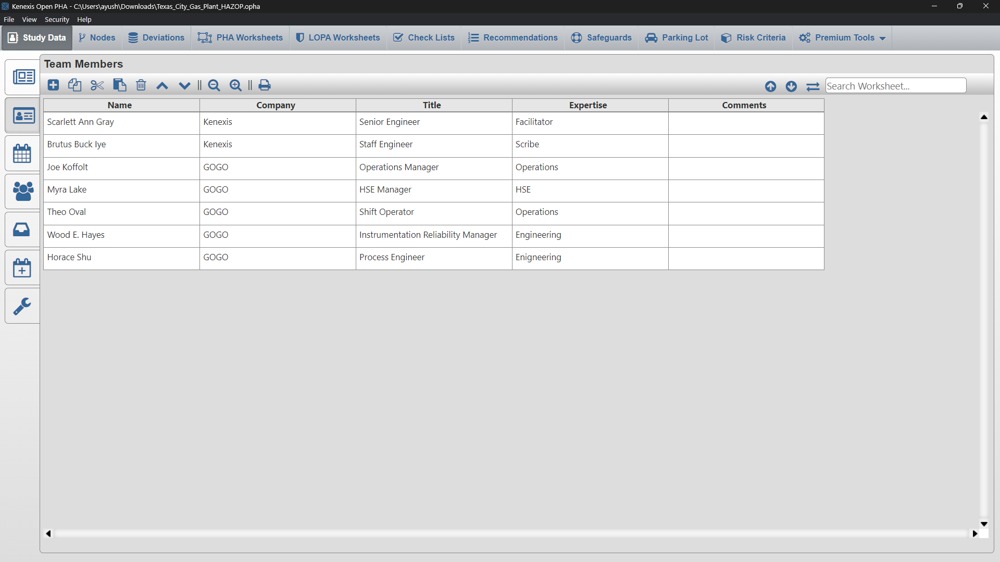 Kenexis Open PHA - C:\Users\ayush\Downloads\Texas_City_Gas_Plant_HAZOP.opha
File View Security Help
Study Data Nodes Deviations PHA Worksheets LOPA Worksheets Check Lists Recommendations Safeguards Parking Lot Risk Criteria Premium Tools
Team Members
Search Worksheet...
Name Company Title Expertise Comments
Scarlett Ann Gray Kenexis Senior Engineer Facilitator
Brutus Buck Iye Kenexis Staff Engineer Scribe
Joe Koffolt GOGO Operations Manager Operations
Myra Lake GOGO HSE Manager HSE
Theo Oval GOGO Shift Operator Operations
Wood E. Hayes GOGO Instrumentation Reliability Manager Engineering
Horace Shu GOGO Process Engineer Enigneering